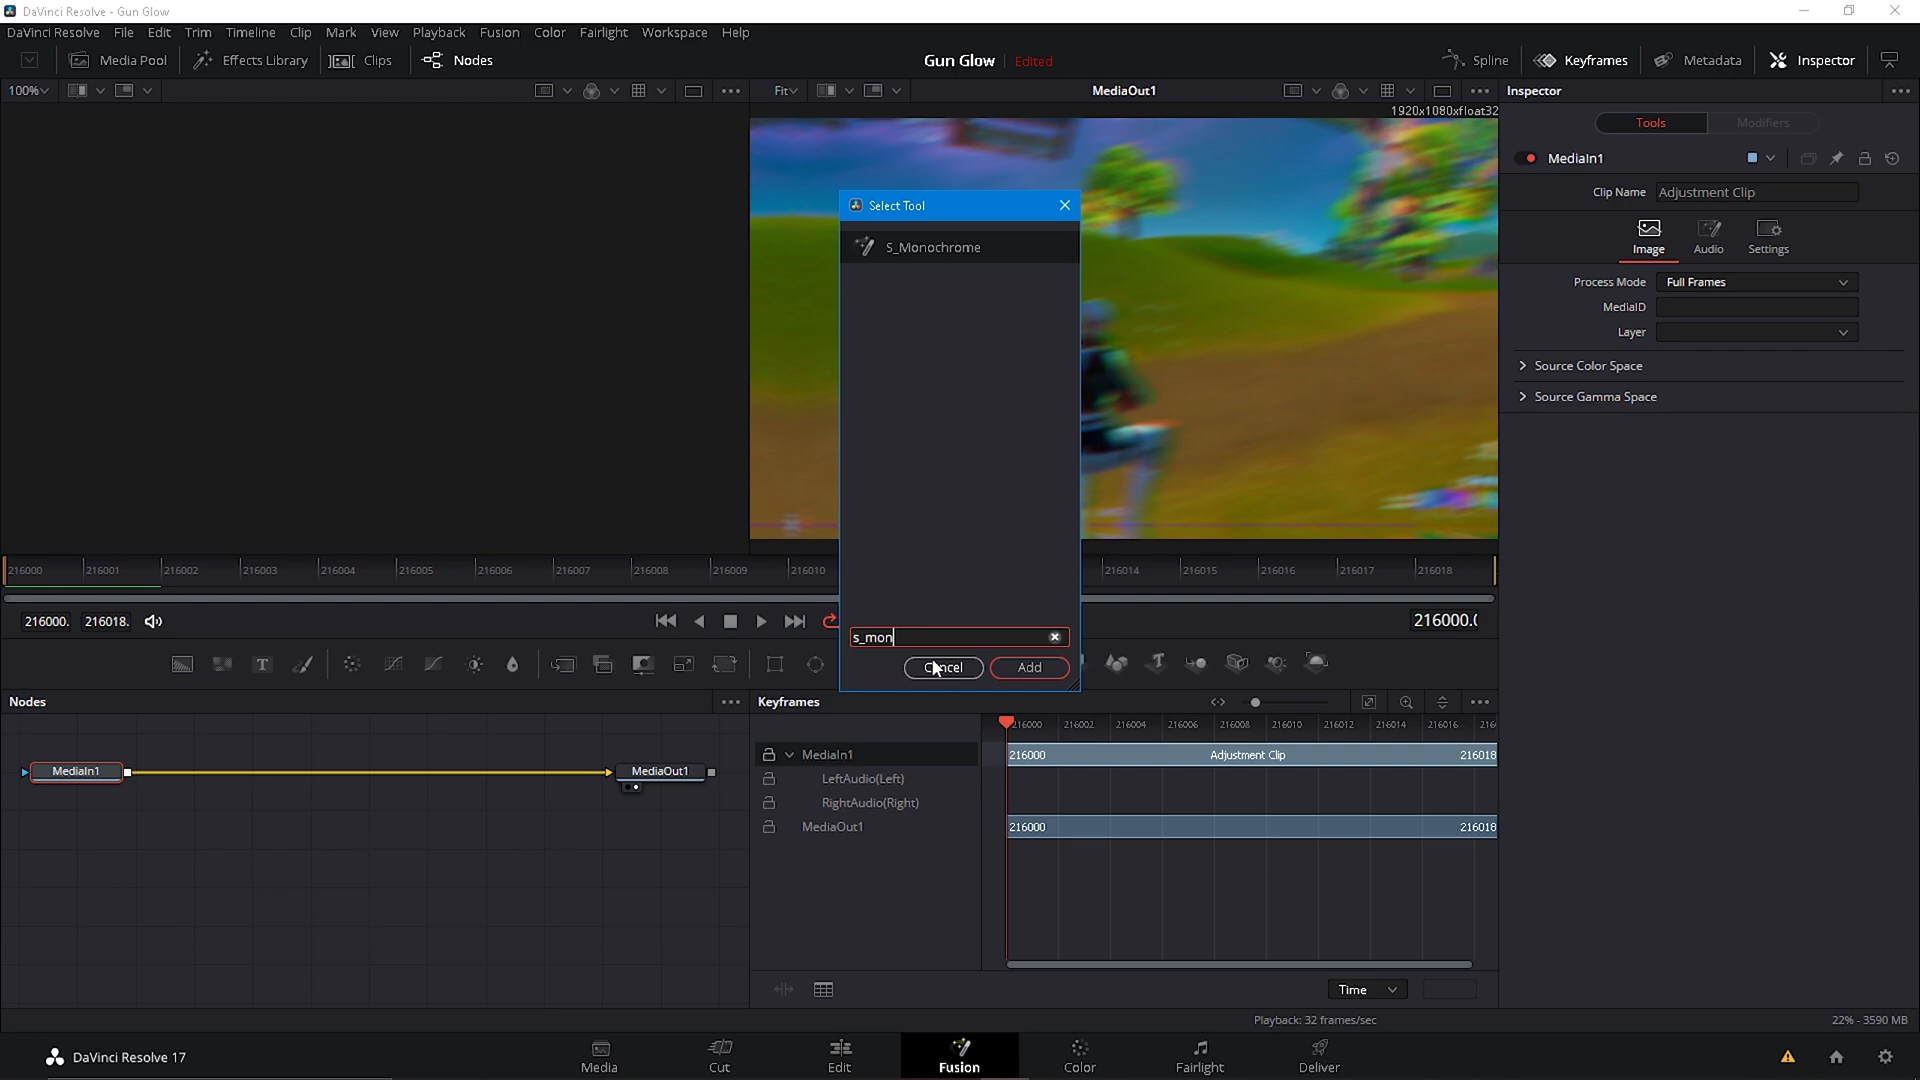 DaVinci Resolve - Gun Glow
DaVinci Resolve File Edit Trim Timeline Clip Mark View Playback Fusion Color Fairlight Workspace Help
Media Pool Effects Library Clips Nodes Gun Glow Edited Spline Keyframes Metadata Inspector
100% Fit MediaOut1 Inspector
1920x1080xfloat32
Tools Modifiers
MediaIn1
Clip Name Adjustment Clip
Image Audio Settings
Process Mode Full Frames
MediaID
Layer
Source Color Space
Source Gamma Space
Select Tool
S_Monochrome
s_mon
Cancel Add
216000 216001 216002 216003 216004 216005 216006 216007 216008 216009 216010 216014 216015 216016 216017 216018
216000. 216018. 216000.0
Nodes
MediaIn1 MediaOut1
Keyframes
216000 216002 216004 216006 216008 216010 216012 216014 216016 216
MediaIn1 216000 Adjustment Clip 216018
LeftAudio(Left)
RightAudio(Right)
MediaOut1 216000 216018
Time
Playback: 32 frames/sec 22% - 3590 MB
DaVinci Resolve 17 Media Cut Edit Fusion Color Fairlight Deliver